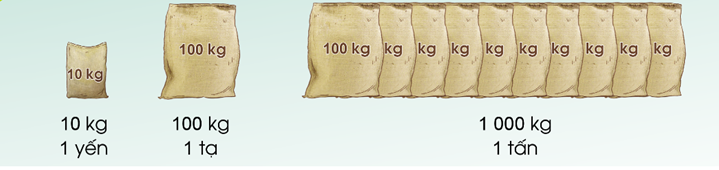 10 kg
100 kg
100 kg kg kg kg kg kg kg kg kg kg
10 kg
1 yến
100 kg
1 tạ
1 000 kg
1 tấn